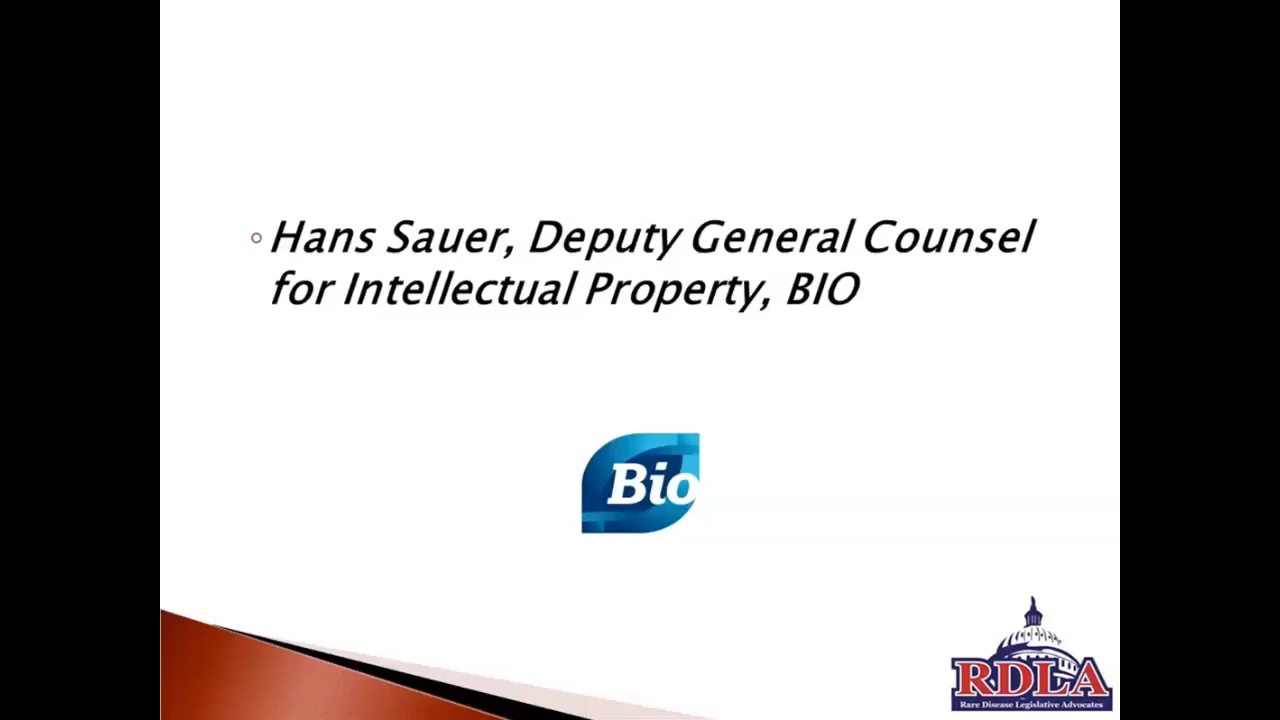 Hans Sauer, Deputy General Counsel
for Intellectual Property, BIO
Bio
RDLA
Rare Disease Legislative Advocates